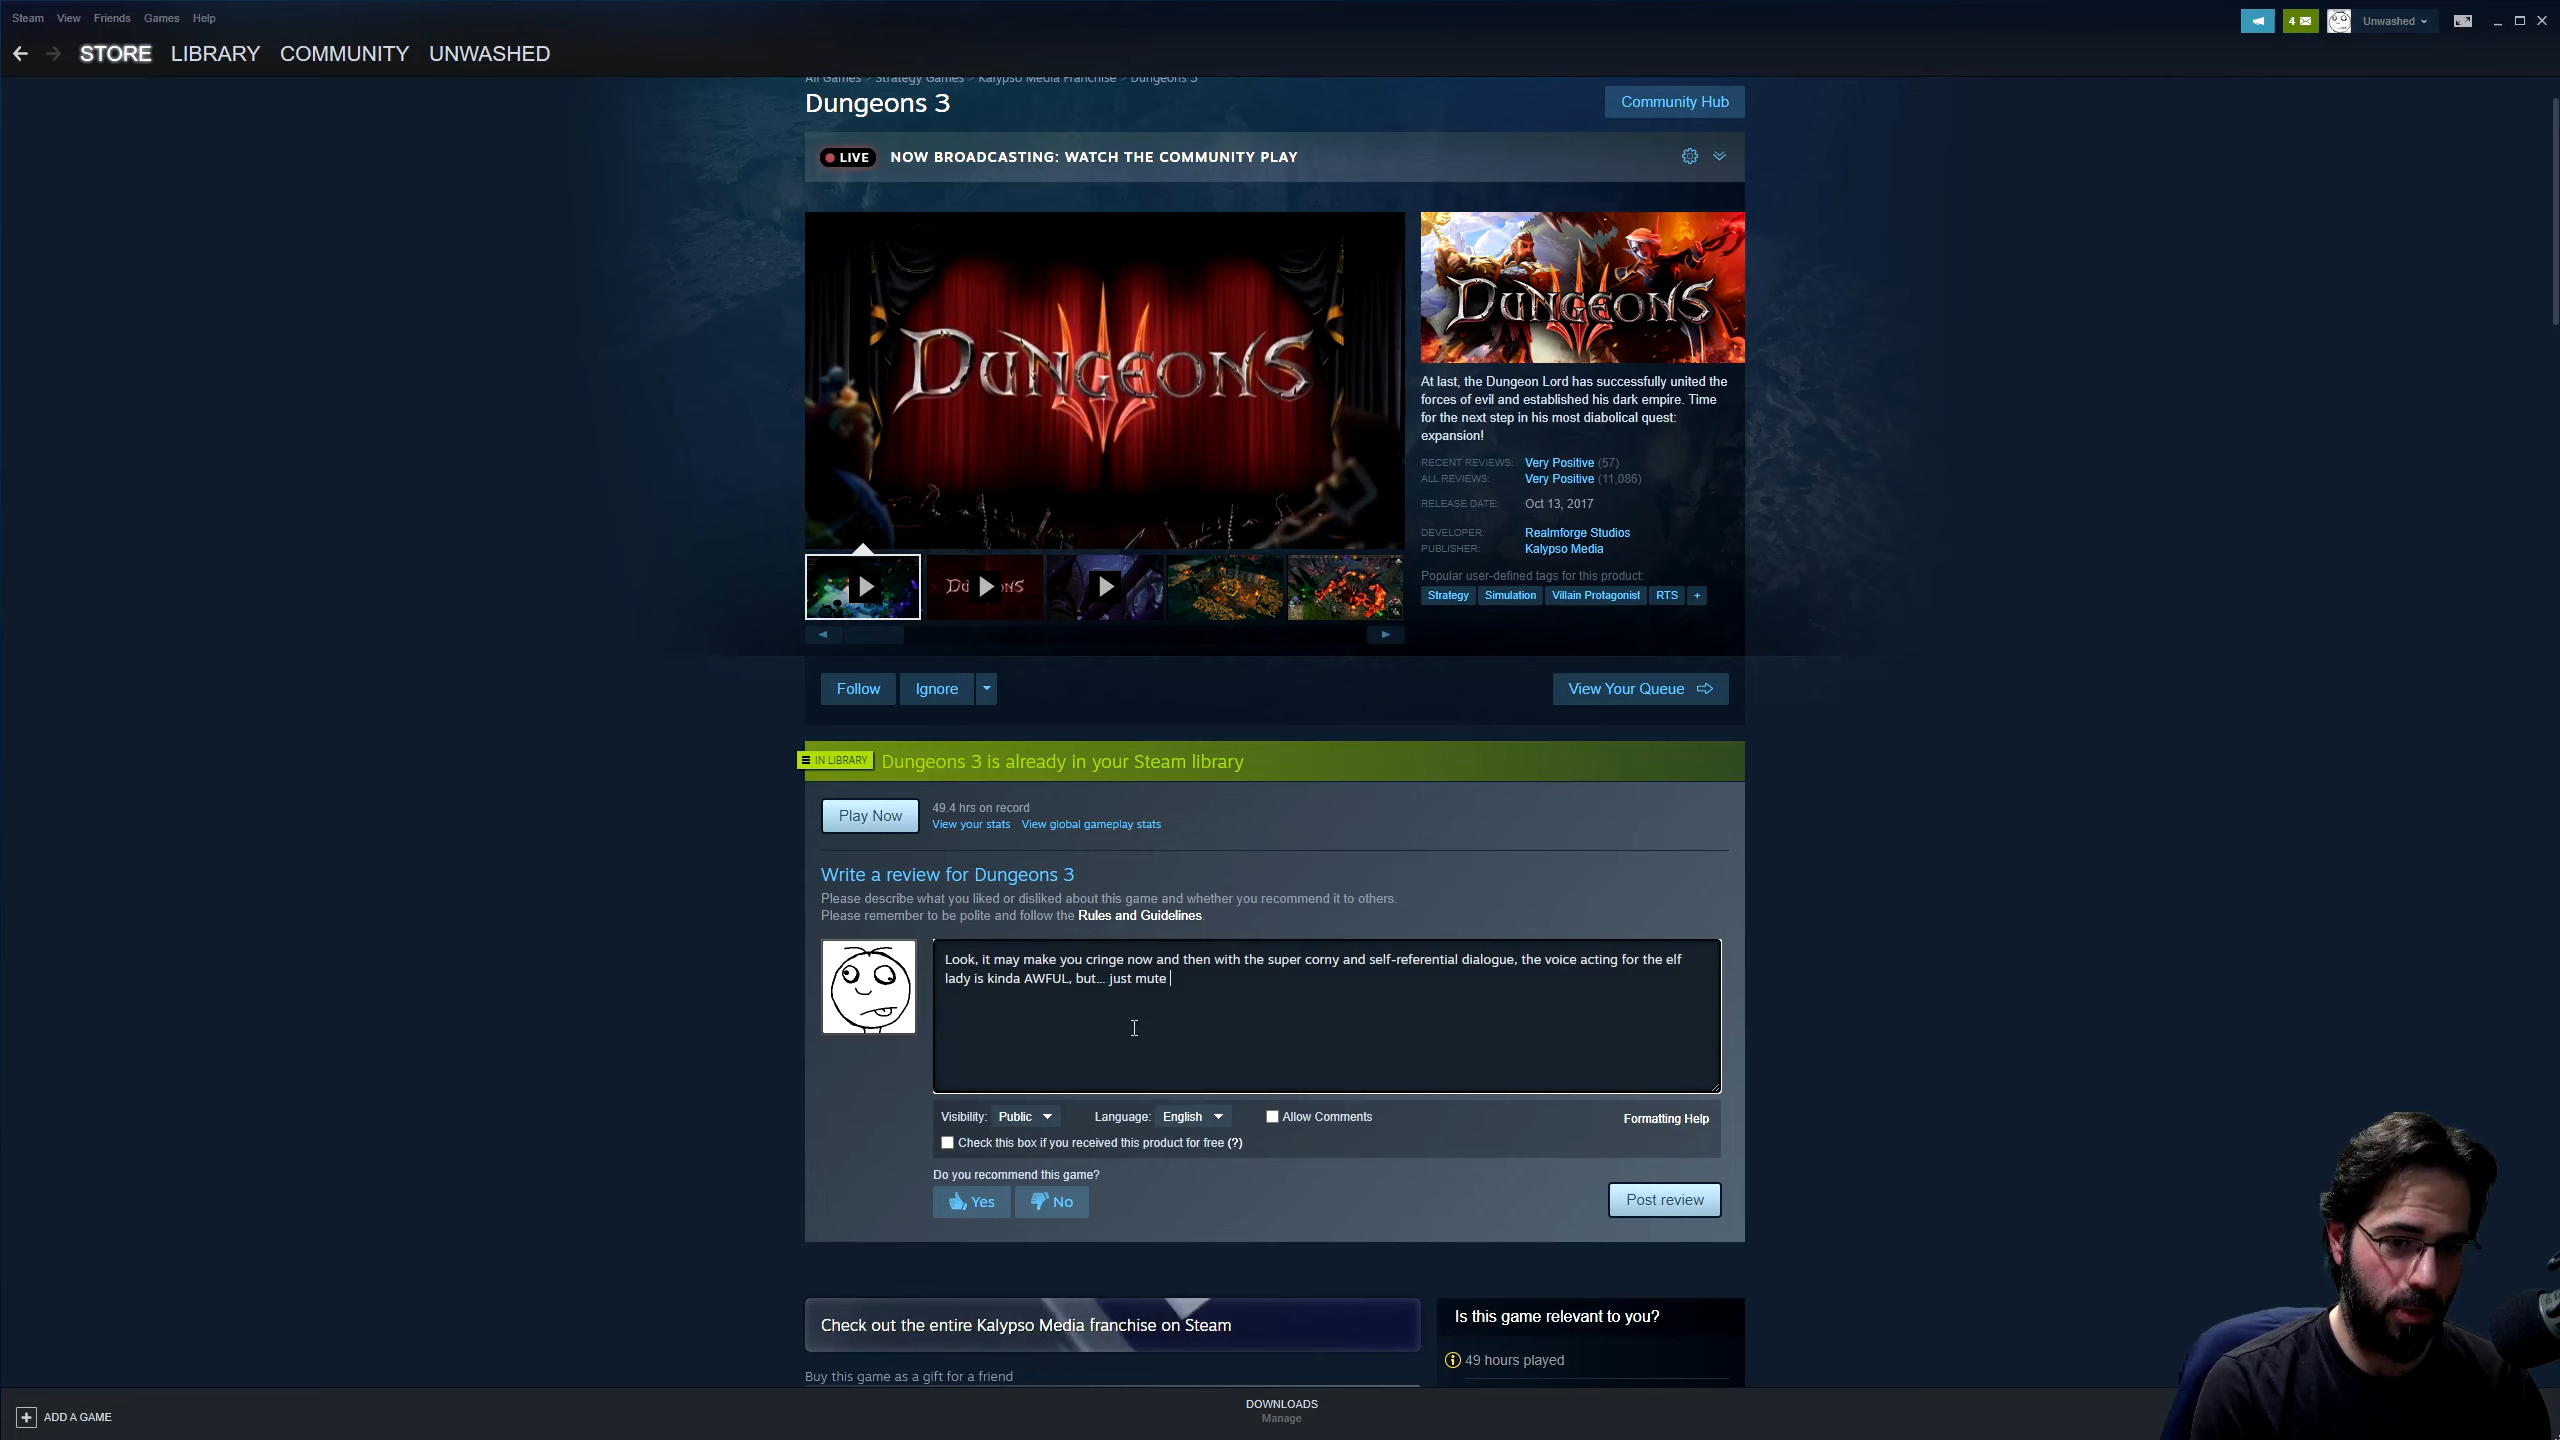 Steam View Friends Games Help
4 Unwashed
STORE LIBRARY COMMUNITY UNWASHED
All Games > Strategy Games > Kalypso Media Franchise > Dungeons 3
Dungeons 3
Community Hub
LIVE NOW BROADCASTING: WATCH THE COMMUNITY PLAY
DUNGEONS
DUNGEONS
At last, the Dungeon Lord has successfully united the
forces of evil and established his dark empire. Time
for the next step in his most diabolical quest:
expansion!
RECENT REVIEWS: Very Positive (57)
ALL REVIEWS: Very Positive (11,086)
RELEASE DATE: Oct 13, 2017
DEVELOPER: Realmforge Studios
PUBLISHER: Kalypso Media
Popular user-defined tags for this product:
Strategy Simulation Villain Protagonist RTS +
Follow Ignore
View Your Queue
IN LIBRARY Dungeons 3 is already in your Steam library
Play Now
49.4 hrs on record
View your stats View global gameplay stats
Write a review for Dungeons 3
Please describe what you liked or disliked about this game and whether you recommend it to others.
Please remember to be polite and follow the Rules and Guidelines.
Look, it may make you cringe now and then with the super corny and self-referential dialogue, the voice acting for the elf
lady is kinda AWFUL, but... just mute
Visibility: Public Language: English Allow Comments Formatting Help
Check this box if you received this product for free (?)
Do you recommend this game?
Yes No
Post review
Check out the entire Kalypso Media franchise on Steam
Is this game relevant to you?
49 hours played
Buy this game as a gift for a friend
ADD A GAME
DOWNLOADS
Manage